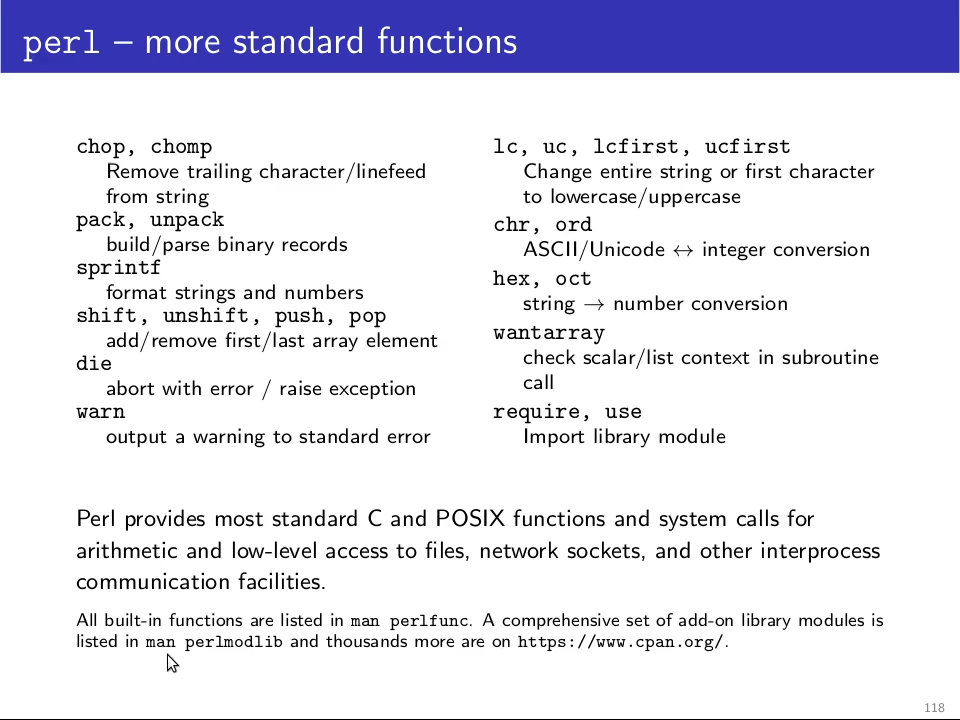 perl – more standard functions
chop, chomp
Remove trailing character/linefeed
from string
pack, unpack
build/parse binary records
sprintf
format strings and numbers
shift, unshift, push, pop
add/remove first/last array element
die
abort with error / raise exception
warn
output a warning to standard error
lc, uc, lcfirst, ucfirst
Change entire string or first character
to lowercase/uppercase
chr, ord
ASCII/Unicode ↔ integer conversion
hex, oct
string → number conversion
wantarray
check scalar/list context in subroutine
call
require, use
Import library module
Perl provides most standard C and POSIX functions and system calls for
arithmetic and low-level access to files, network sockets, and other interprocess
communication facilities.
All built-in functions are listed in man perlfunc. A comprehensive set of add-on library modules is
listed in man perlmodlib and thousands more are on https://www.cpan.org/.
118